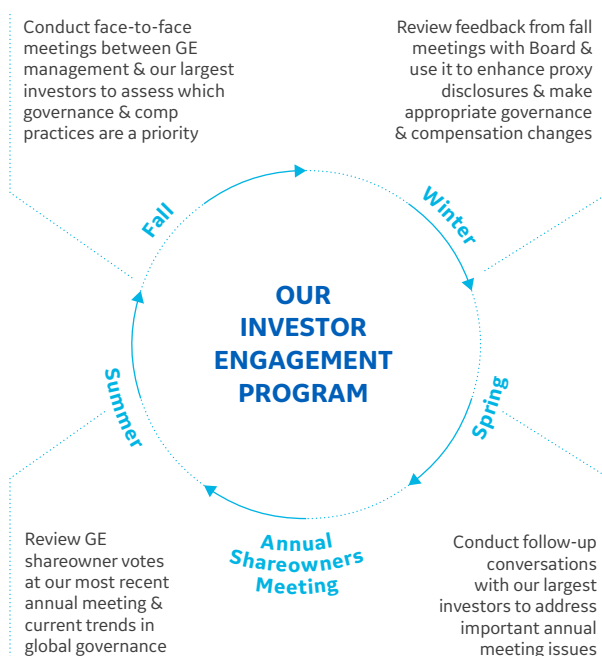 Conduct face-to-face
meetings between GE
management & our largest
investors to assess which
governance & comp
practices are a priority
Review feedback from fall
meetings with Board &
use it to enhance proxy
disclosures & make
appropriate governance
& compensation changes
Fall
Winter
OUR
INVESTOR
ENGAGEMENT
PROGRAM
Summer
Spring
Annual
Shareowners
Meeting
Review GE
shareowner votes
at our most recent
annual meeting &
current trends in
global governance
Conduct follow-up
conversations
with our largest
investors to address
important annual
meeting issues